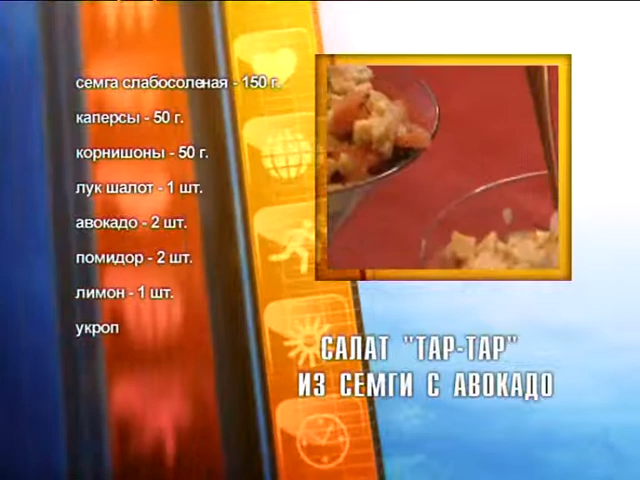 семга слабосоленая - 150 г.
каперсы - 50 г.
корнишоны - 50 г.
лук шалот - 1 шт.
авокадо - 2 шт.
помидор - 2 шт.
лимон - 1 шт.
укроп
САЛАТ "ТАР-ТАР"
ИЗ СЕМГИ С АВОКАДО